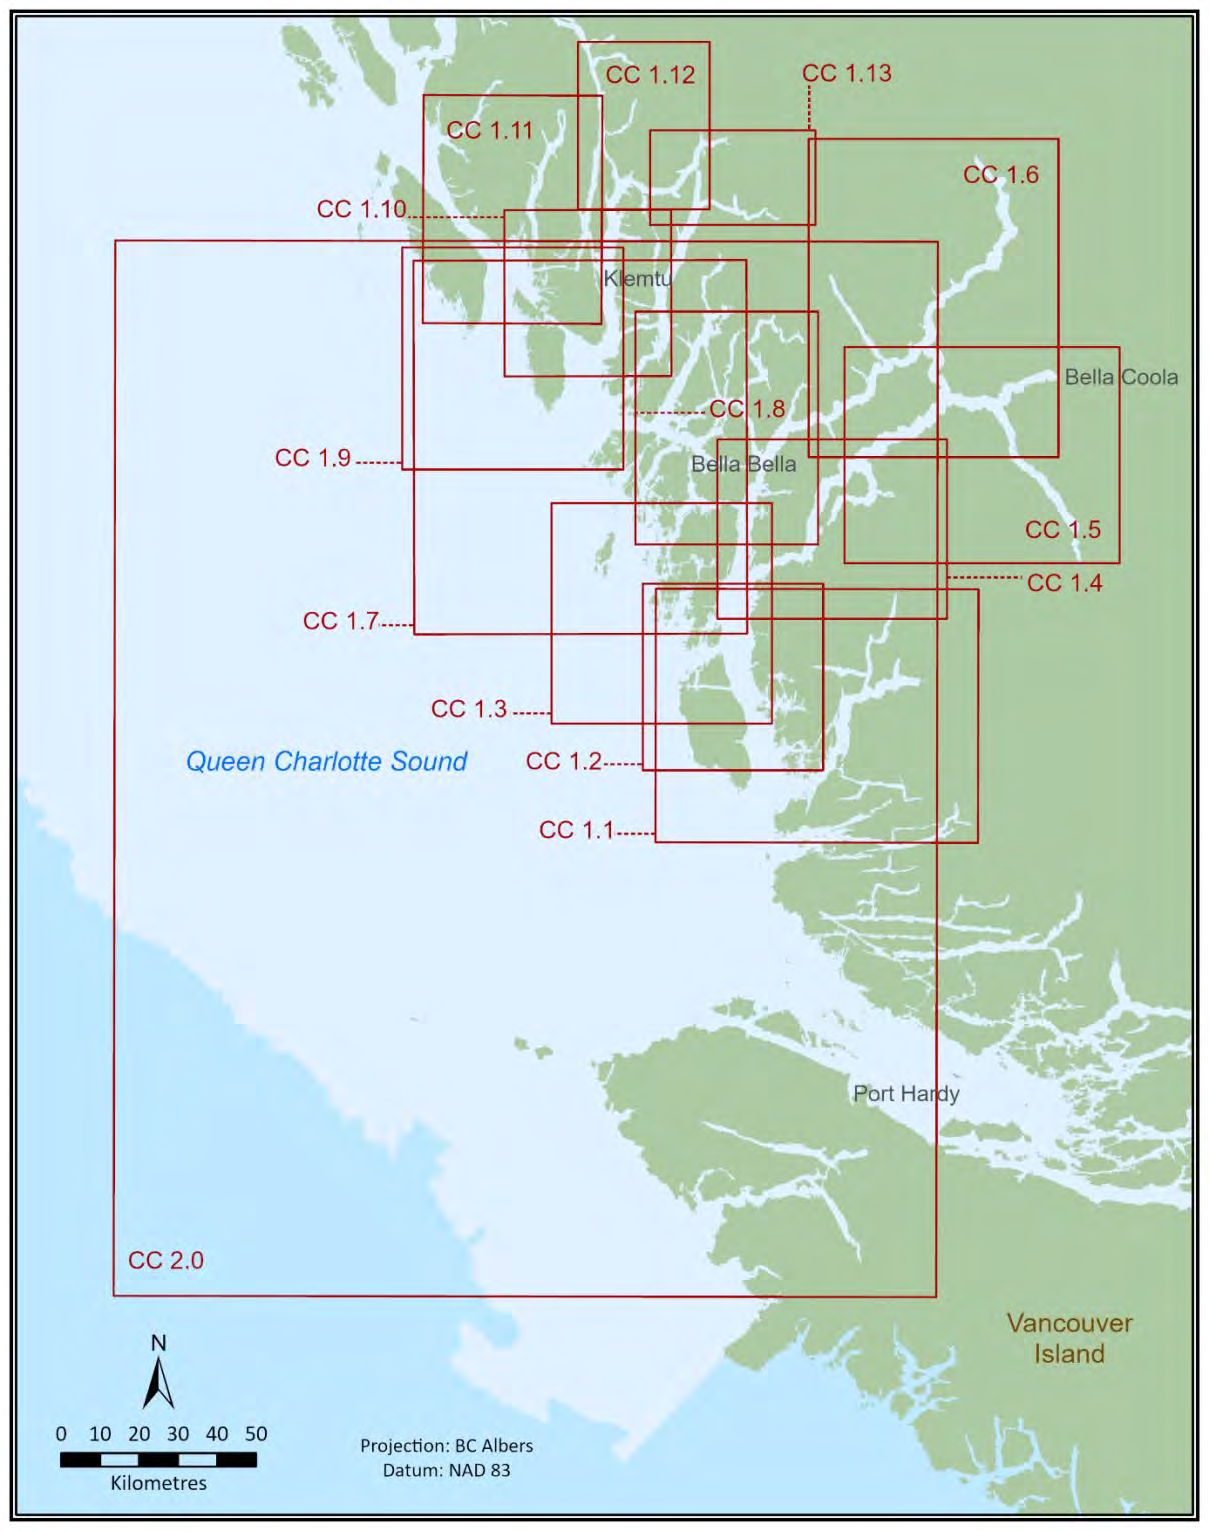 CC 1.12
CC 1.13
CC 1.11
CC 1.6
CC 1.10
Klemtu
Bella Coola
CC 1.8
CC 1.9
Bella Bella
CC 1.5
CC 1.4
CC 1.7
CC 1.3
Queen Charlotte Sound
CC 1.2
CC 1.1
Port Hardy
CC 2.0
Vancouver
Island
N
0 10 20 30 40 50
Kilometres
Projection: BC Albers
Datum: NAD 83